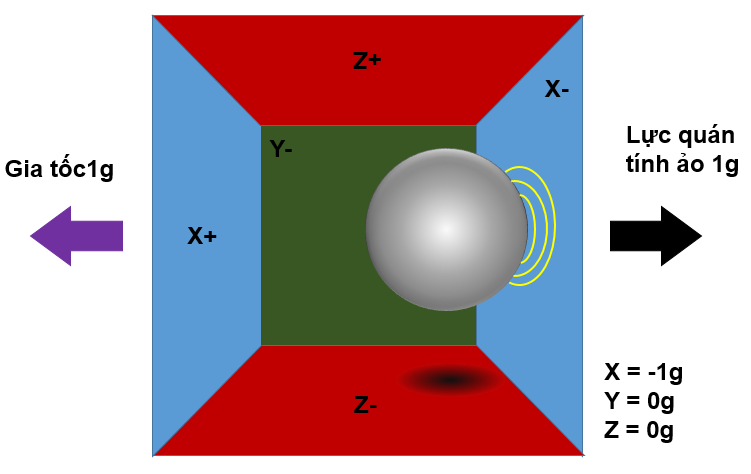 Z+
X-
Y-
Gia tốc1g
Lực quán
tính ảo 1g
X+
Z-
X = -1g
Y = 0g
Z = 0g